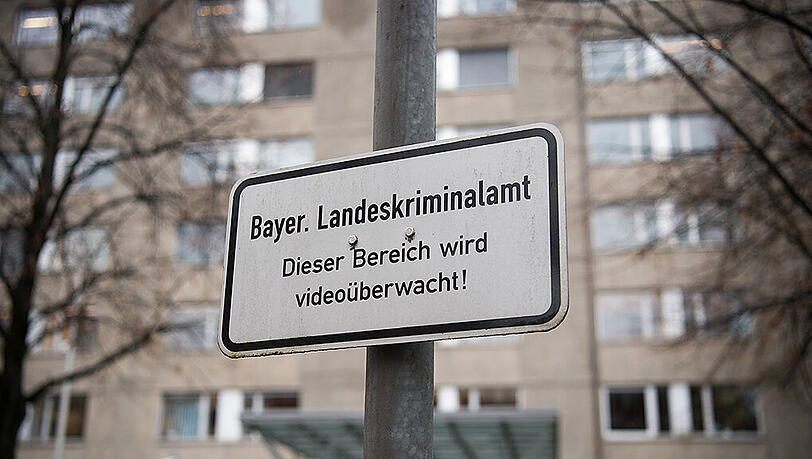 Bayer. Landeskriminalamt
Dieser Bereich wird
videoüberwacht!